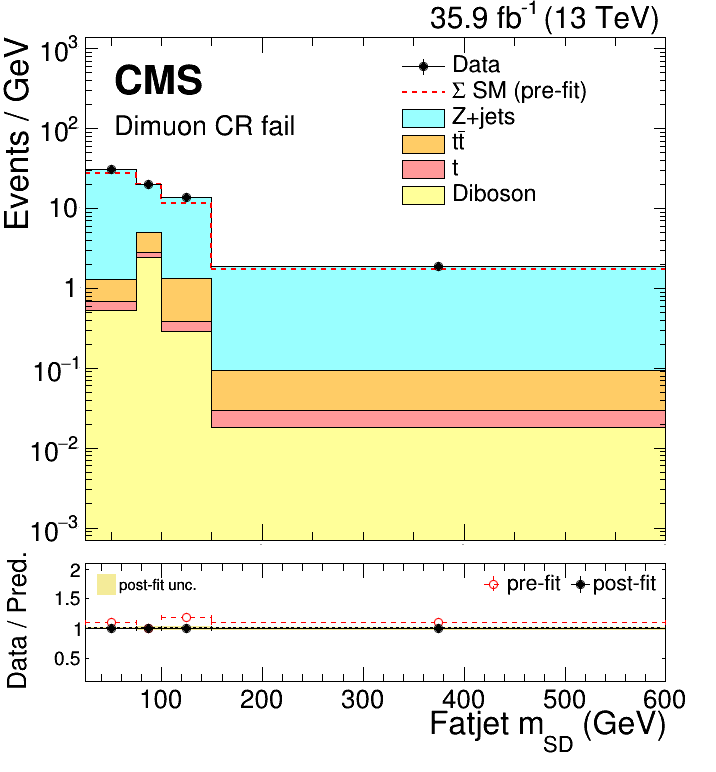 35.9 fb⁻¹ (13 TeV)
Events / GeV
10³
10²
10
1
10⁻¹
10⁻²
10⁻³
CMS
Dimuon CR fail
Data
Σ SM (pre-fit)
Z+jets
tt̄
t
Diboson
Data / Pred.
2
1.5
1
0.5
post-fit unc.
pre-fit
post-fit
100 200 300 400 500 600
Fatjet m_SD (GeV)